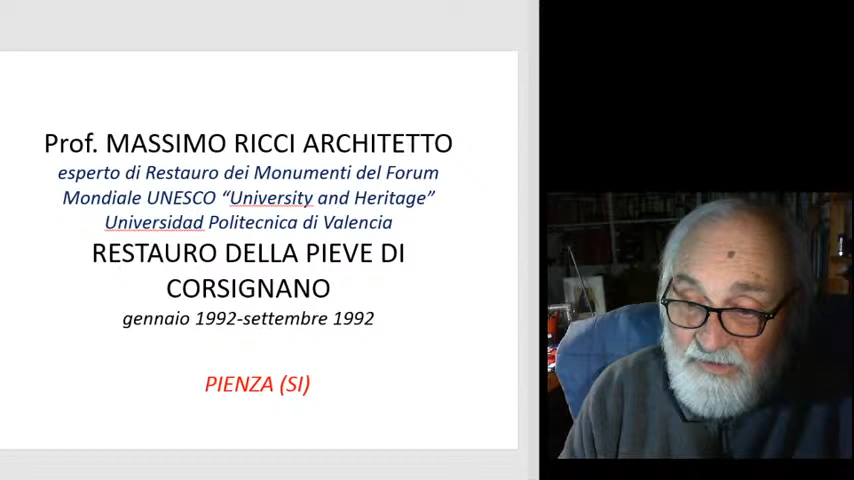 Prof. MASSIMO RICCI ARCHITETTO
esperto di Restauro dei Monumenti del Forum
Mondiale UNESCO “University and Heritage”
Universidad Politecnica di Valencia
RESTAURO DELLA PIEVE DI
CORSIGNANO
gennaio 1992-settembre 1992
PIENZA (SI)